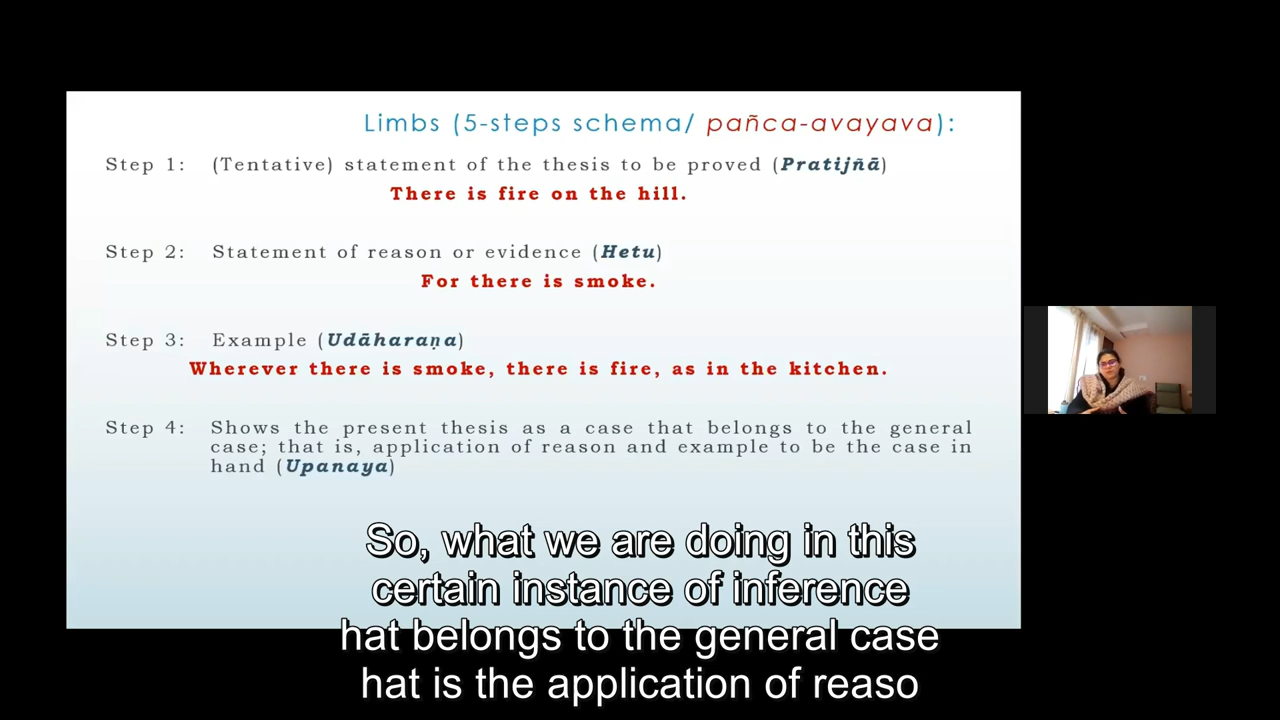 Limbs (5-steps schema/ pañca-avayava):
Step 1: (Tentative) statement of the thesis to be proved (Pratijñā)
There is fire on the hill.
Step 2: Statement of reason or evidence (Hetu)
For there is smoke.
Step 3: Example (Udāharaṇa)
Wherever there is smoke, there is fire, as in the kitchen.
Step 4: Shows the present thesis as a case that belongs to the general
case; that is, application of reason and example to be the case in
hand (Upanaya)
So, what we are doing in this
certain instance of inference
hat belongs to the general case
hat is the application of reaso